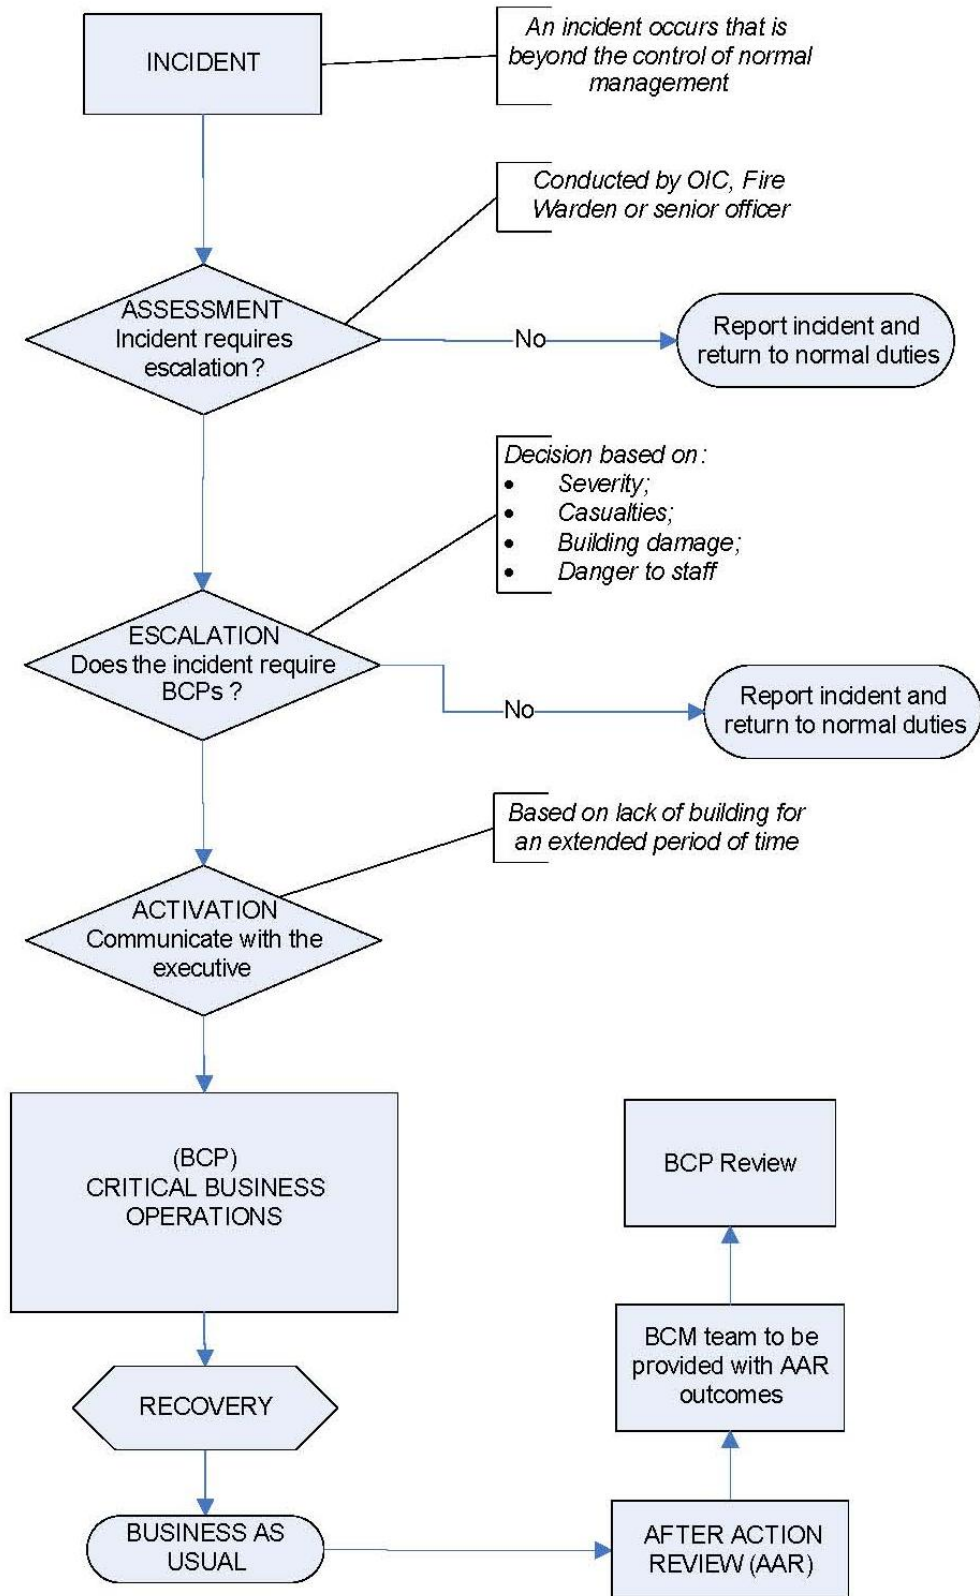 INCIDENT
An incident occurs that is
beyond the control of normal
management
Conducted by OIC, Fire
Warden or senior officer
ASSESSMENT
Incident requires
escalation ?
No
Report incident and
return to normal duties
Decision based on :
• Severity;
• Casualties;
• Building damage;
• Danger to staff
ESCALATION
Does the incident require
BCPs ?
No
Report incident and
return to normal duties
Based on lack of building for
an extended period of time
ACTIVATION
Communicate with the
executive
(BCP)
CRITICAL BUSINESS
OPERATIONS
RECOVERY
BUSINESS AS
USUAL
AFTER ACTION
REVIEW (AAR)
BCM team to be
provided with AAR
outcomes
BCP Review